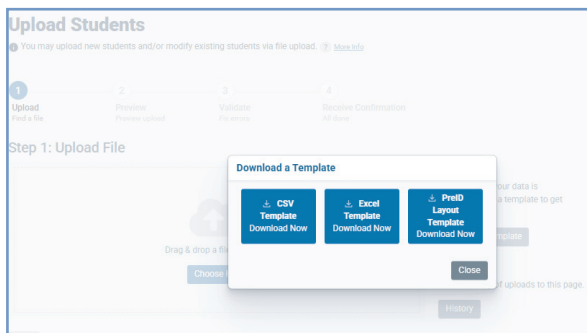 Upload Students
You may upload new students and/or modify existing students via file upload. ? More Info
1
2
3
4
Upload
Preview
Validate
Receive Confirmation
Find a file
Preview upload
Fix errors
All done
Step 1: Upload File
Download a Template
CSV
Template
Download Now
Excel
Template
Download Now
PreID
Layout
Template
Download Now
Close
our data is
a template to get
mplate
Drag & drop a fil
Choose
of uploads to this page.
History